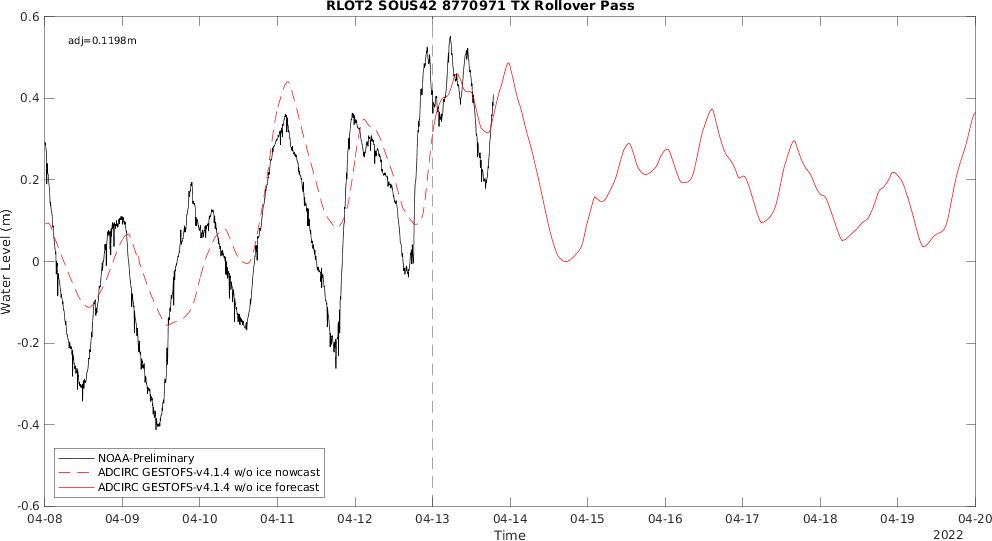 RLOT2 SOUS42 8770971 TX Rollover Pass
adj=0.1198m
0.6
0.4
0.2
0
-0.2
-0.4
-0.6
Water Level (m)
NOAA-Preliminary
ADCIRC GESTOFS-v4.1.4 w/o ice nowcast
ADCIRC GESTOFS-v4.1.4 w/o ice forecast
04-08 04-09 04-10 04-11 04-12 04-13 04-14 04-15 04-16 04-17 04-18 04-19 04-20
Time
2022